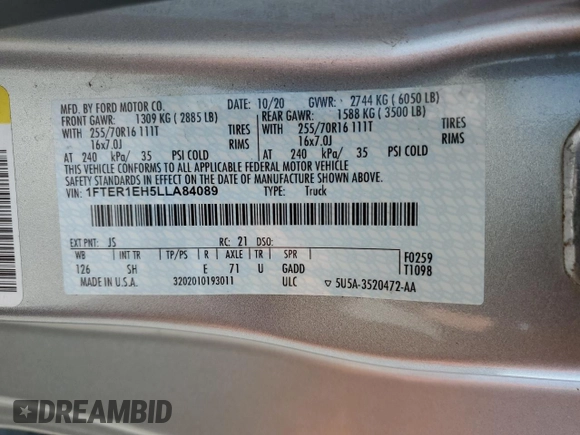 MFD. BY FORD MOTOR CO.
DATE: 10/20 GVWR: 2744 KG ( 6050 LB)
FRONT GAWR: 1309 KG ( 2885 LB)
REAR GAWR: 1588 KG ( 3500 LB)
WITH 255/70R16 111T TIRES
WITH 255/70R16 111T TIRES
16x7.0J RIMS
16x7.0J RIMS
AT 240 kPa/ 35 PSI COLD
AT 240 kPa/ 35 PSI COLD
THIS VEHICLE CONFORMS TO ALL APPLICABLE FEDERAL MOTOR VEHICLE
SAFETY STANDARDS IN EFFECT ON THE DATE OF MANUFACTURE SHOWN ABOVE.
VIN: 1FTER1EH5LLA84089 TYPE: Truck
EXT PNT: JS RC: 21 DSO:
WB INT TR TP/PS R AXLE TR SPR
126 SH E 71 U GADD
F0259
T1098
MADE IN U.S.A. 3202010193011 ULC ▽ 5U5A-3520472-AA
DREAMBID